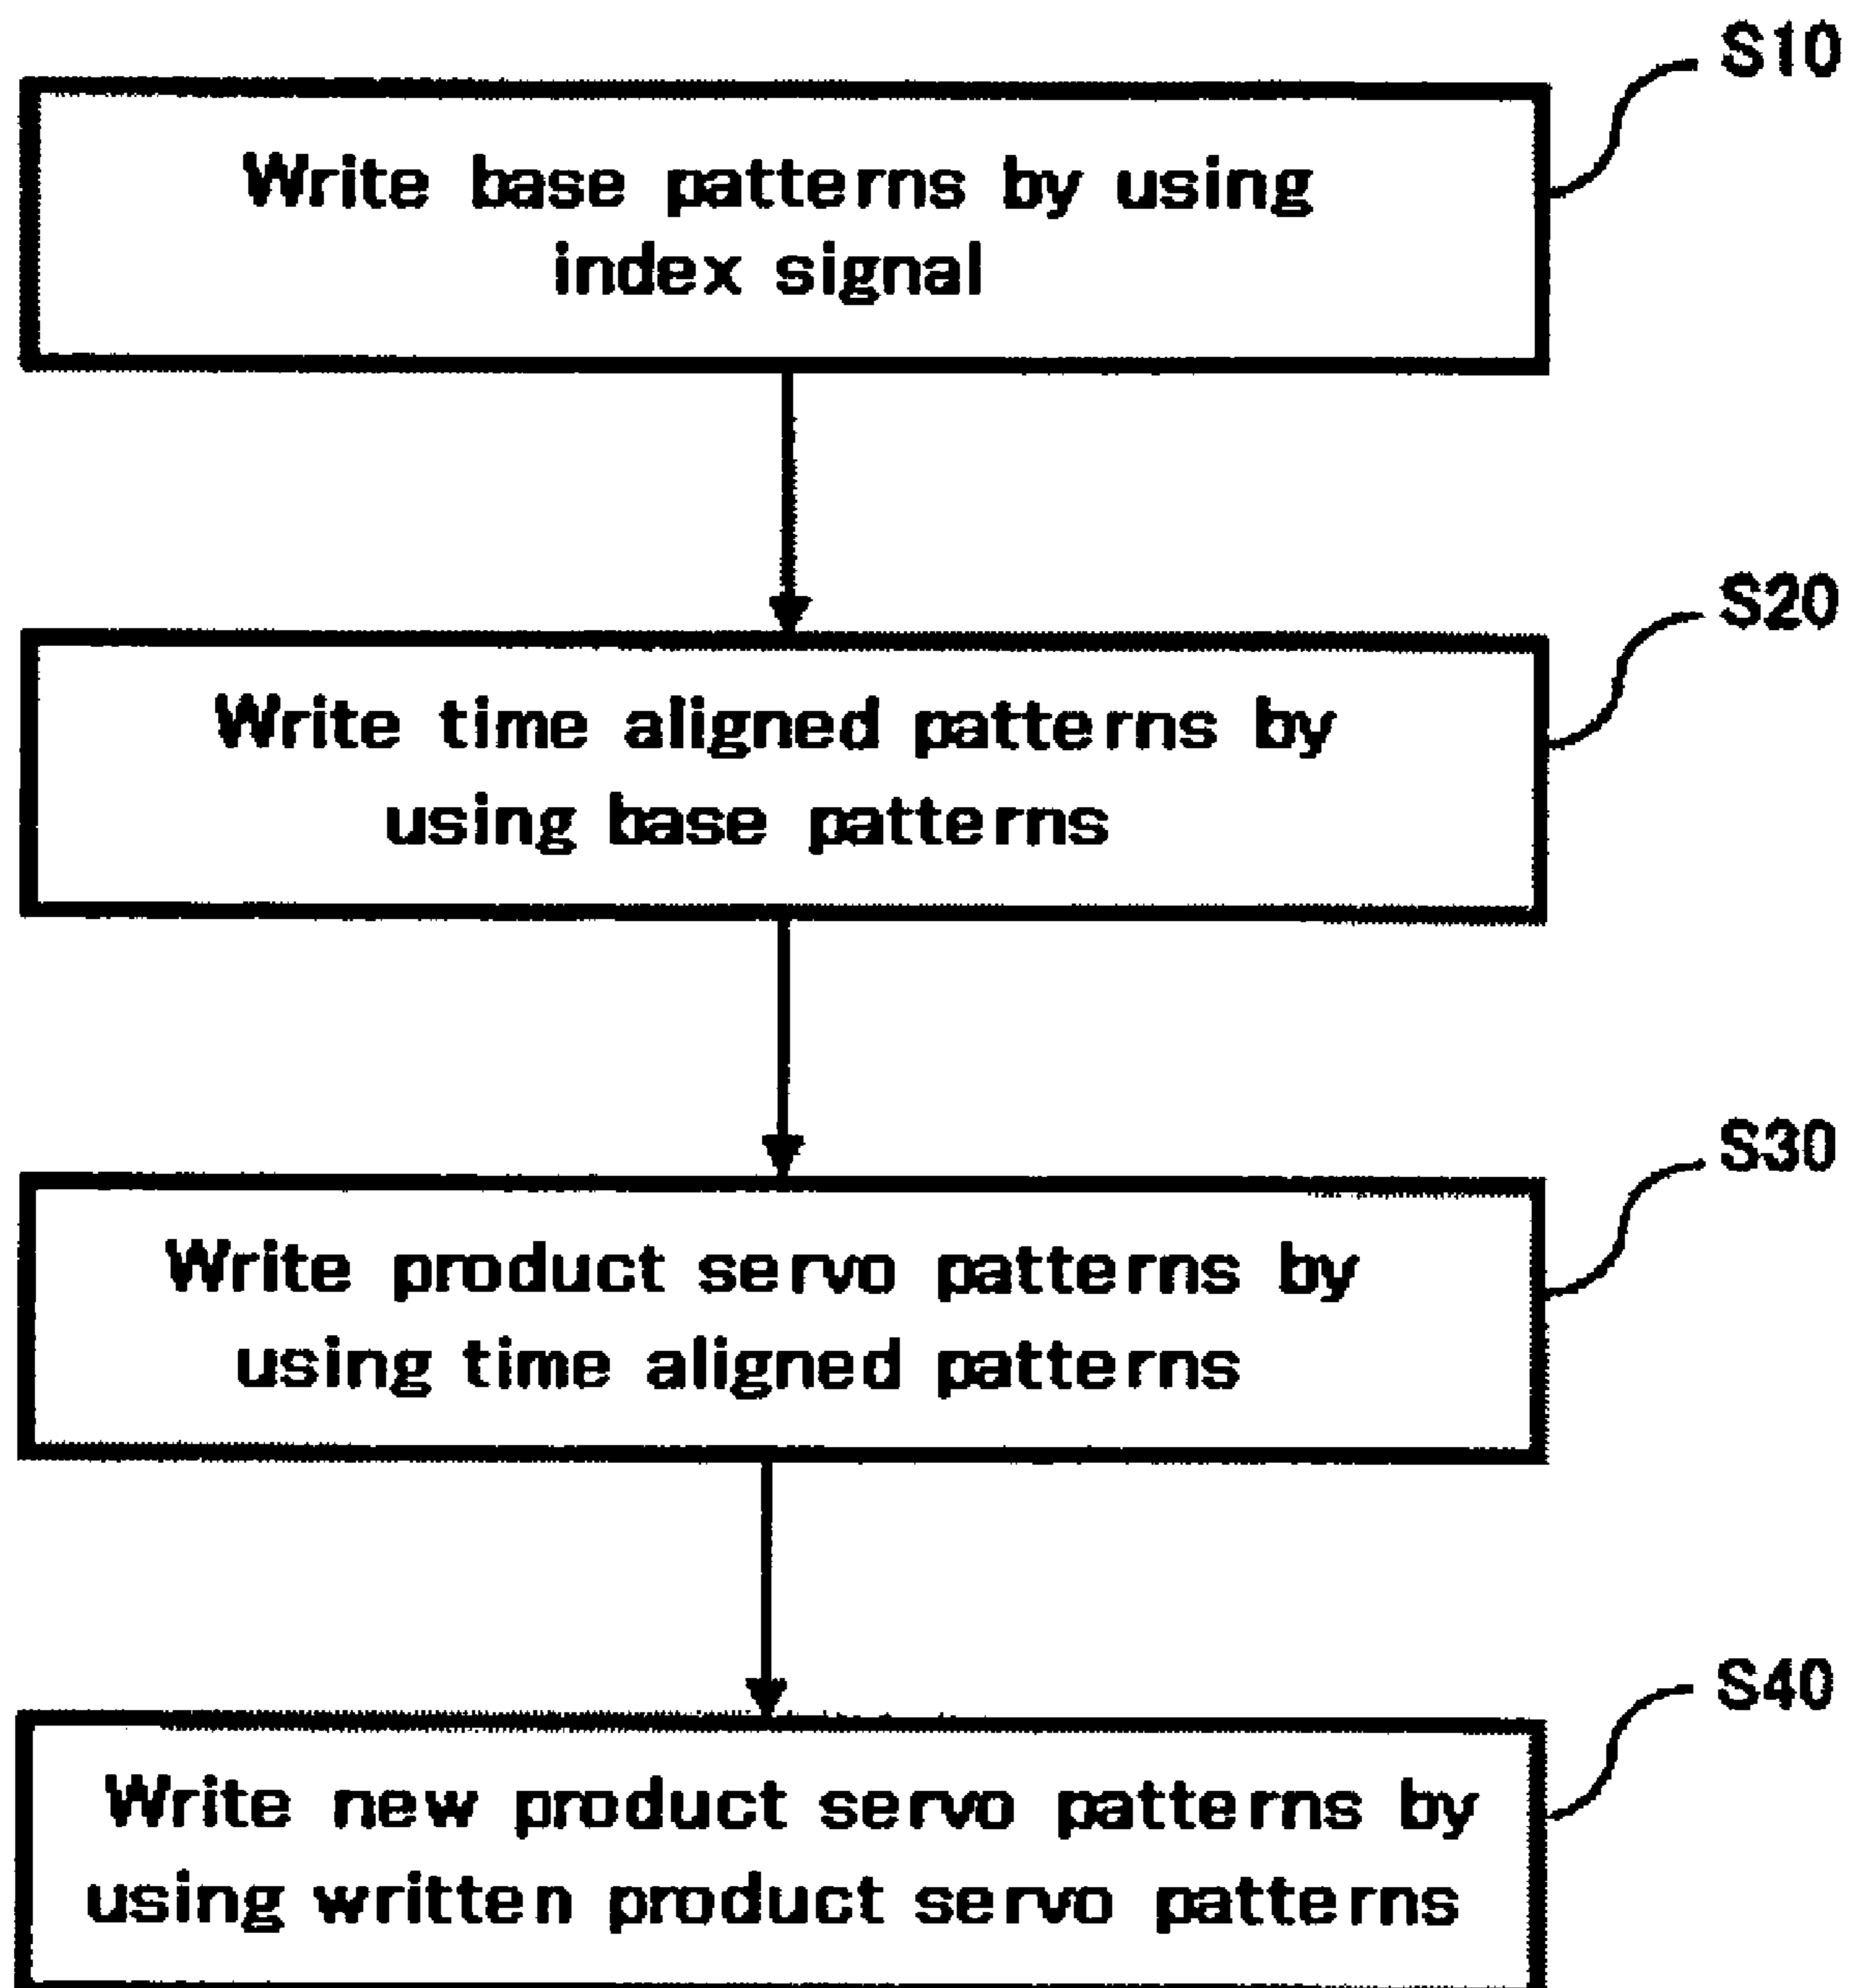 S10
Write base patterns by using
index signal
S20
Write time aligned patterns by
using base patterns
S30
Write product servo patterns by
using time aligned patterns
S40
Write new product servo patterns by
using written product servo patterns